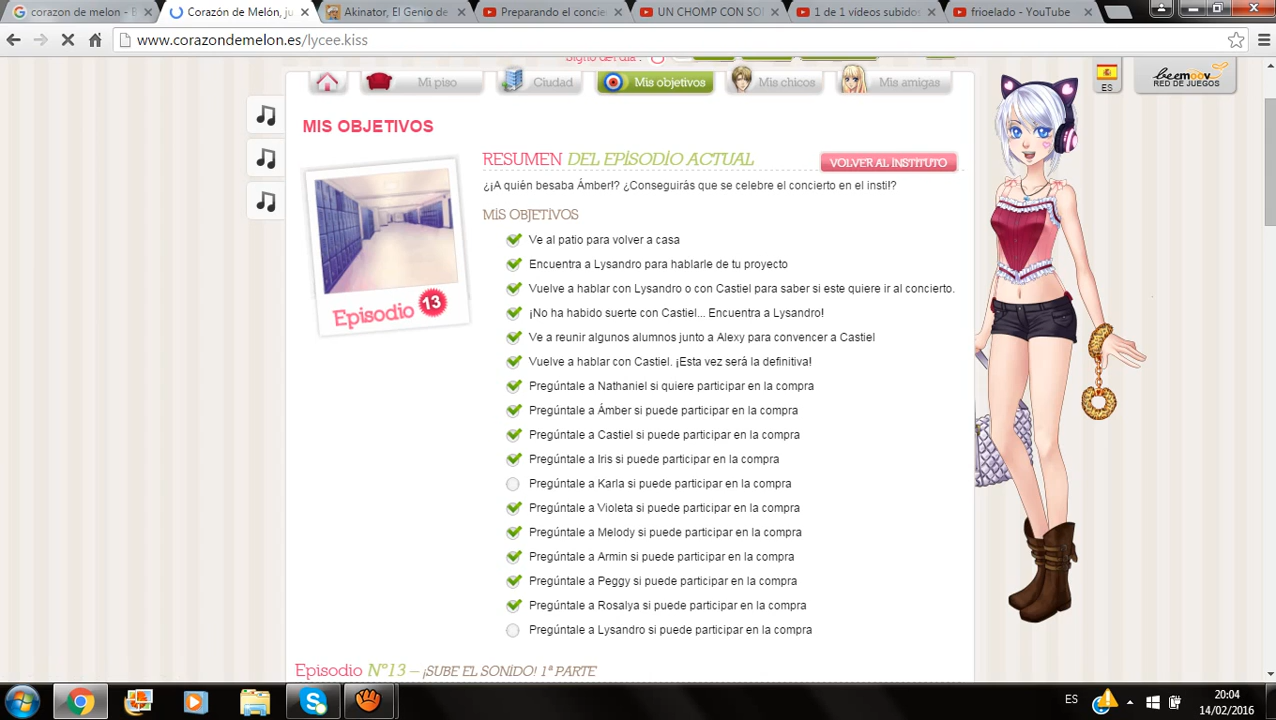 corazon de melon - B
Corazón de Melón, ju
Akinator, El Genio de
Preparando el concie
UN CHOMP CON SOI
1 de 1 vídeos subidos
frioelado - YouTube
www.corazondemelon.es/lycee.kiss
Signo del día :
Mi piso
Ciudad
Mis objetivos
Mis chicos
Mis amigas
ES
beemoov
RED DE JUEGOS
MIS OBJETIVOS
RESUMEN DEL EPISODIO ACTUAL
VOLVER AL INSTITUTO
¿¡A quién besaba Ámber!? ¿Conseguirás que se celebre el concierto en el insti!?
MIS OBJETIVOS
Ve al patio para volver a casa
Encuentra a Lysandro para hablarle de tu proyecto
Vuelve a hablar con Lysandro o con Castiel para saber si este quiere ir al concierto.
¡No ha habido suerte con Castiel... Encuentra a Lysandro!
Ve a reunir algunos alumnos junto a Alexy para convencer a Castiel
Vuelve a hablar con Castiel. ¡Esta vez será la definitiva!
Pregúntale a Nathaniel si quiere participar en la compra
Pregúntale a Ámber si puede participar en la compra
Pregúntale a Castiel si puede participar en la compra
Pregúntale a Iris si puede participar en la compra
Pregúntale a Karla si puede participar en la compra
Pregúntale a Violeta si puede participar en la compra
Pregúntale a Melody si puede participar en la compra
Pregúntale a Armin si puede participar en la compra
Pregúntale a Peggy si puede participar en la compra
Pregúntale a Rosalya si puede participar en la compra
Pregúntale a Lysandro si puede participar en la compra
Episodio 13
Episodio Nº13 – ¡SUBE EL SONIDO! 1ª PARTE
ES
20:04
14/02/2016